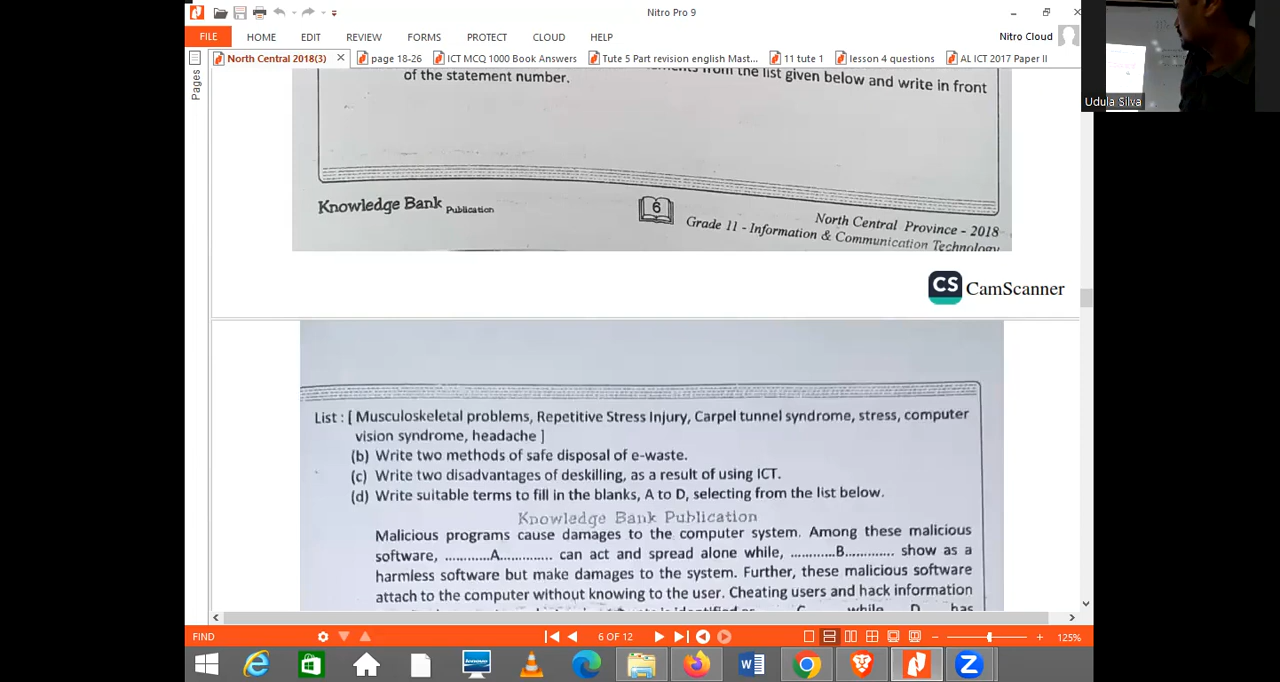 Nitro Pro 9
FILE HOME EDIT REVIEW FORMS PROTECT CLOUD HELP
Nitro Cloud
North Central 2018(3) page 18-26 ICT MCQ 1000 Book Answers Tute 5 Part revision english Mast... 11 tute 1 lesson 4 questions AL ICT 2017 Paper II
Pages
from the list given below and write in front
of the statement number.
Udula Silva
Knowledge Bank Publication
6
North Central Province - 2018
Grade 11 - Information & Communication Technology
CS CamScanner
List : [ Musculoskeletal problems, Repetitive Stress Injury, Carpel tunnel syndrome, stress, computer
vision syndrome, headache ]
(b) Write two methods of safe disposal of e-waste.
(c) Write two disadvantages of deskilling, as a result of using ICT.
(d) Write suitable terms to fill in the blanks, A to D, selecting from the list below.
Knowledge Bank Publication
Malicious programs cause damages to the computer system. Among these malicious
software, ............A............. can act and spread alone while, ...........B............ show as a
harmless software but make damages to the system. Further, these malicious software
attach to the computer without knowing to the user. Cheating users and hack information
C while D has
FIND
6 OF 12
125%